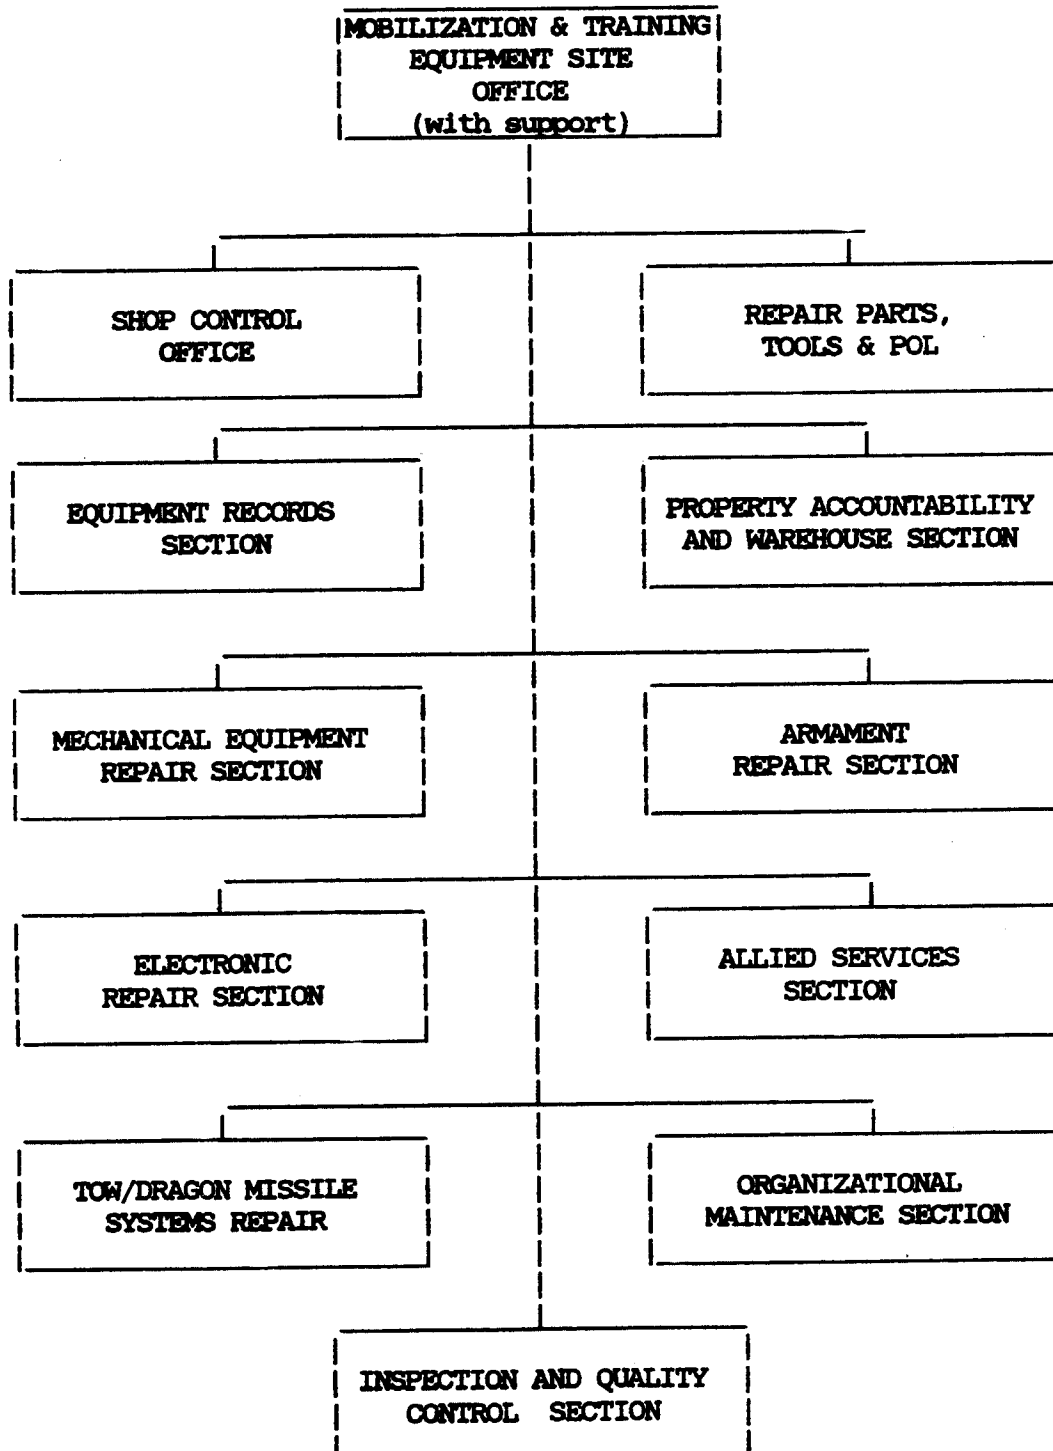 MOBILIZATION & TRAINING
EQUIPMENT SITE
OFFICE
(with support)
SHOP CONTROL
OFFICE
REPAIR PARTS,
TOOLS & POL
EQUIPMENT RECORDS
SECTION
PROPERTY ACCOUNTABILITY
AND WAREHOUSE SECTION
MECHANICAL EQUIPMENT
REPAIR SECTION
ARMAMENT
REPAIR SECTION
ELECTRONIC
REPAIR SECTION
ALLIED SERVICES
SECTION
TOW/DRAGON MISSILE
SYSTEMS REPAIR
ORGANIZATIONAL
MAINTENANCE SECTION
INSPECTION AND QUALITY
CONTROL SECTION